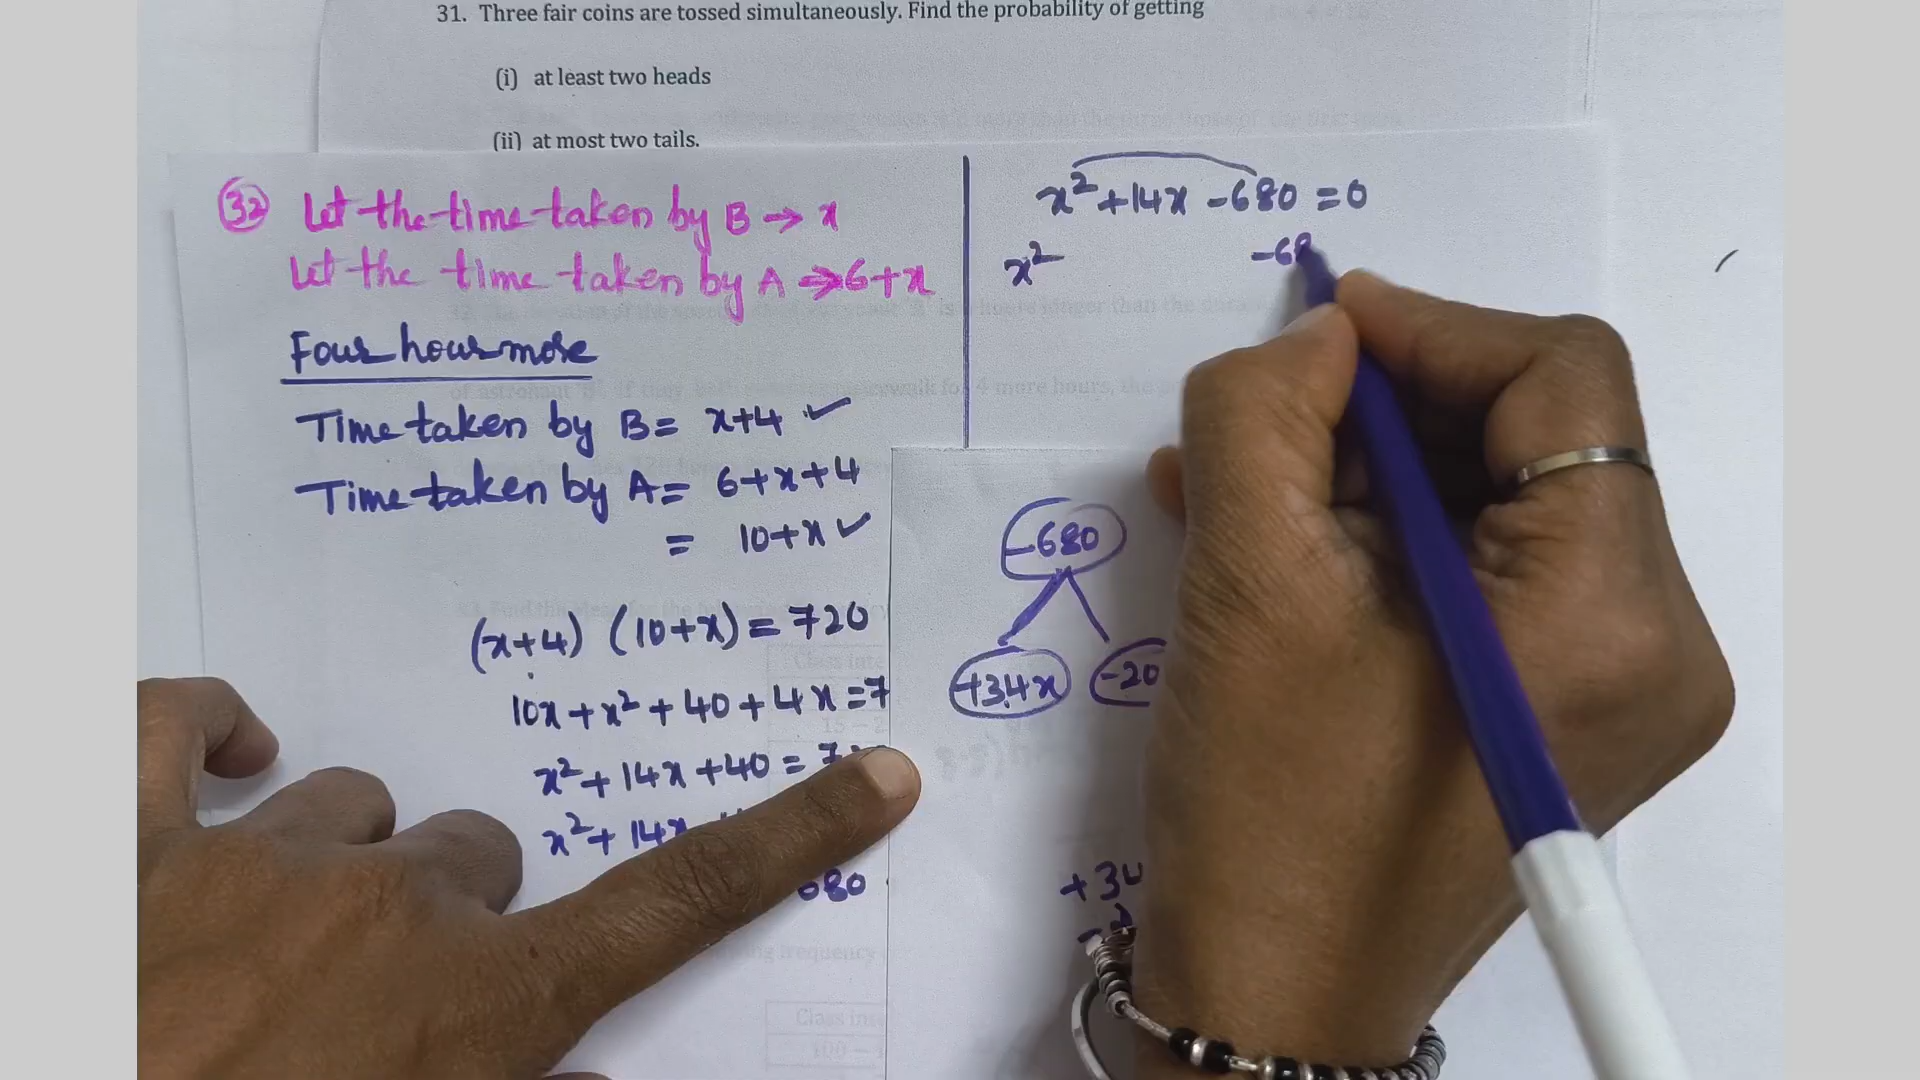 31. Three fair coins are tossed simultaneously. Find the probability of getting
(i) at least two heads
(ii) at most two tails.
32 Let the time taken by B → x
Let the time taken by A ⇒ 6+x
Four hour more
Time taken by B = x+4 ✓
Time taken by A = 6+x+4
= 10+x ✓
(x+4) (10+x) = 720
10x + x² + 40 + 4x = 7
x² + 14x + 40 = 7
x² + 14x
680
x² + 14x - 680 = 0
x² -68
-680
+34x -20
+34